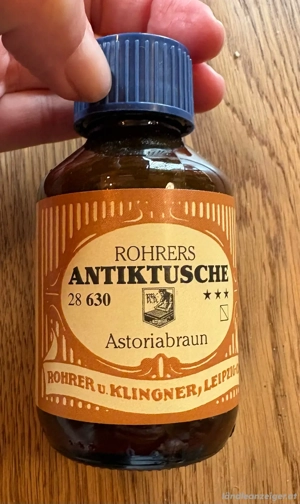 ROHRERS
ANTIKTUSCHE
28 630 ★★★
Astoriabraun
ROHRER U. KLINGNER, LEIPZIG